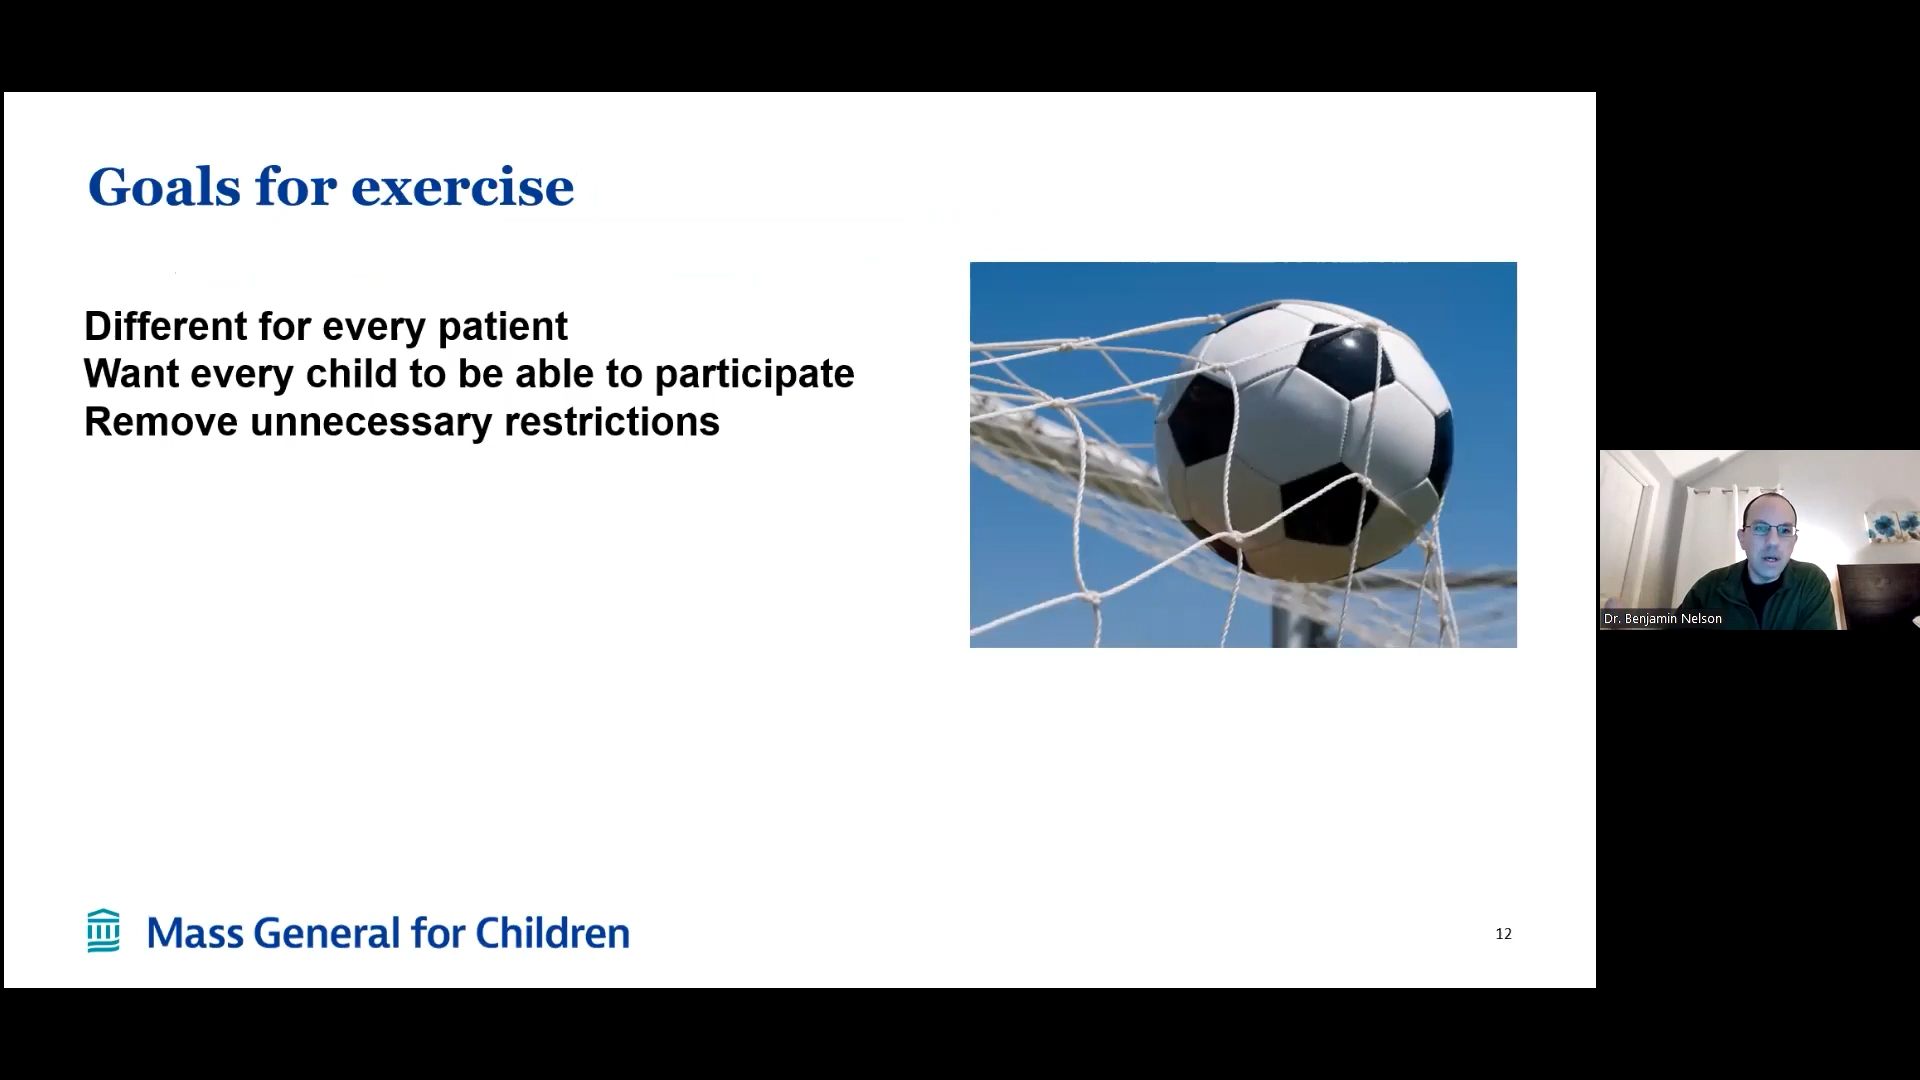 Goals for exercise
Different for every patient
Want every child to be able to participate
Remove unnecessary restrictions
Mass General for Children
12
Dr. Benjamin Nelson